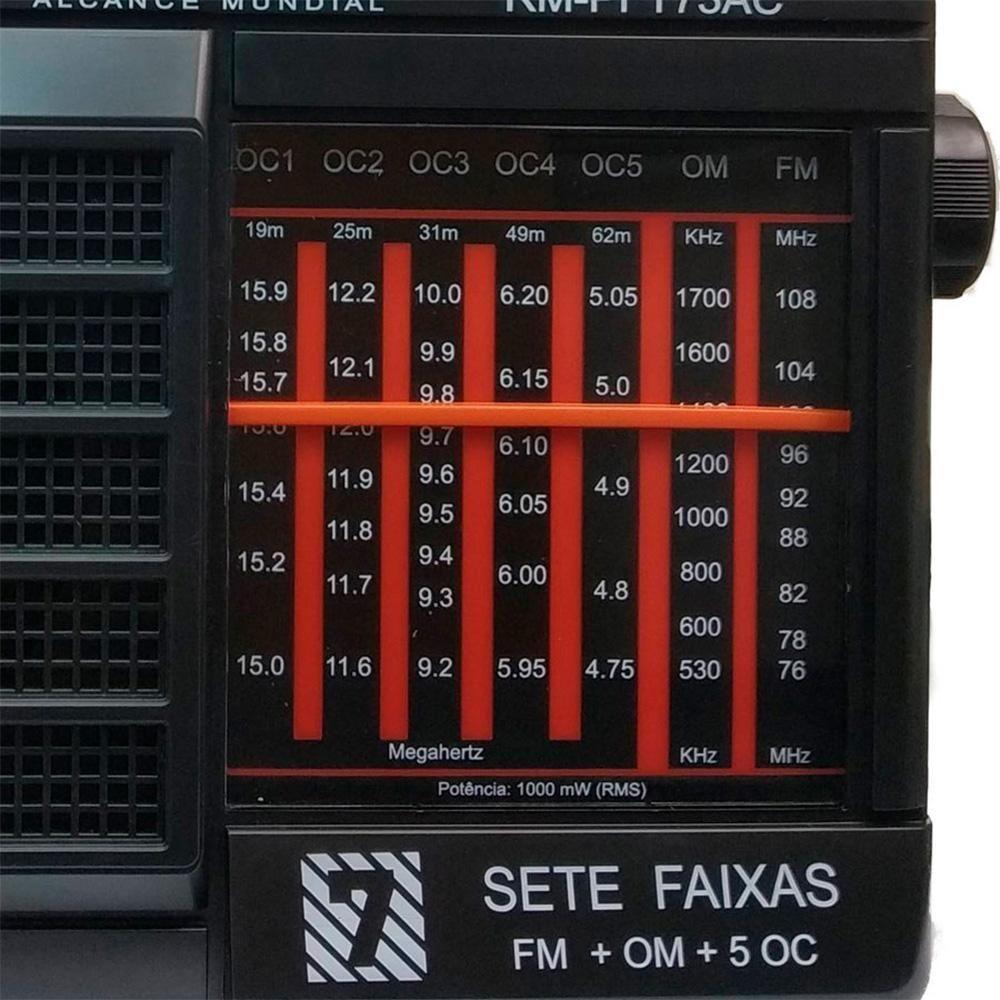 ALCANCE MUNDIAL
OC1 OC2 OC3 OC4 OC5 OM FM
19m 25m 31m 49m 62m KHz MHz
15.9 12.2 10.0 6.20 5.05 1700 108
15.8 12.1 9.9 6.15 5.0 1600 104
15.7 9.8
12.0 9.7 6.10 96
15.4 11.9 9.6 6.05 4.9 1200 92
11.8 9.5 1000 88
15.2 11.7 9.4 6.00 4.8 800 82
9.3 600 78
15.0 11.6 9.2 5.95 4.75 530 76
Megahertz KHz MHz
Potência: 1000 mW (RMS)
7 SETE FAIXAS
FM + OM + 5 OC